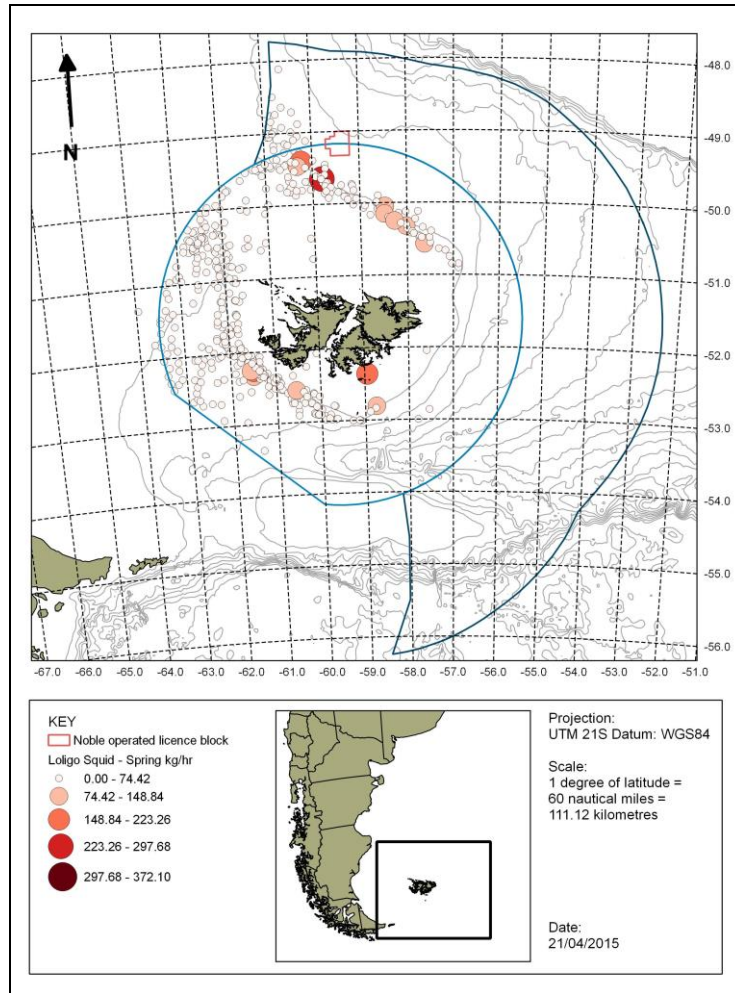 -48.0
-49.0
-50.0
-51.0
-52.0
-53.0
-54.0
-55.0
-56.0
N
-67.0 -66.0 -65.0 -64.0 -63.0 -62.0 -61.0 -60.0 -59.0 -58.0 -57.0 -56.0 -55.0 -54.0 -53.0 -52.0 -51.0
KEY
Noble operated licence block
Loligo Squid - Spring kg/hr
0.00 - 74.42
74.42 - 148.84
148.84 - 223.26
223.26 - 297.68
297.68 - 372.10
Projection:
UTM 21S Datum: WGS84
Scale:
1 degree of latitude =
60 nautical miles =
111.12 kilometres
Date:
21/04/2015